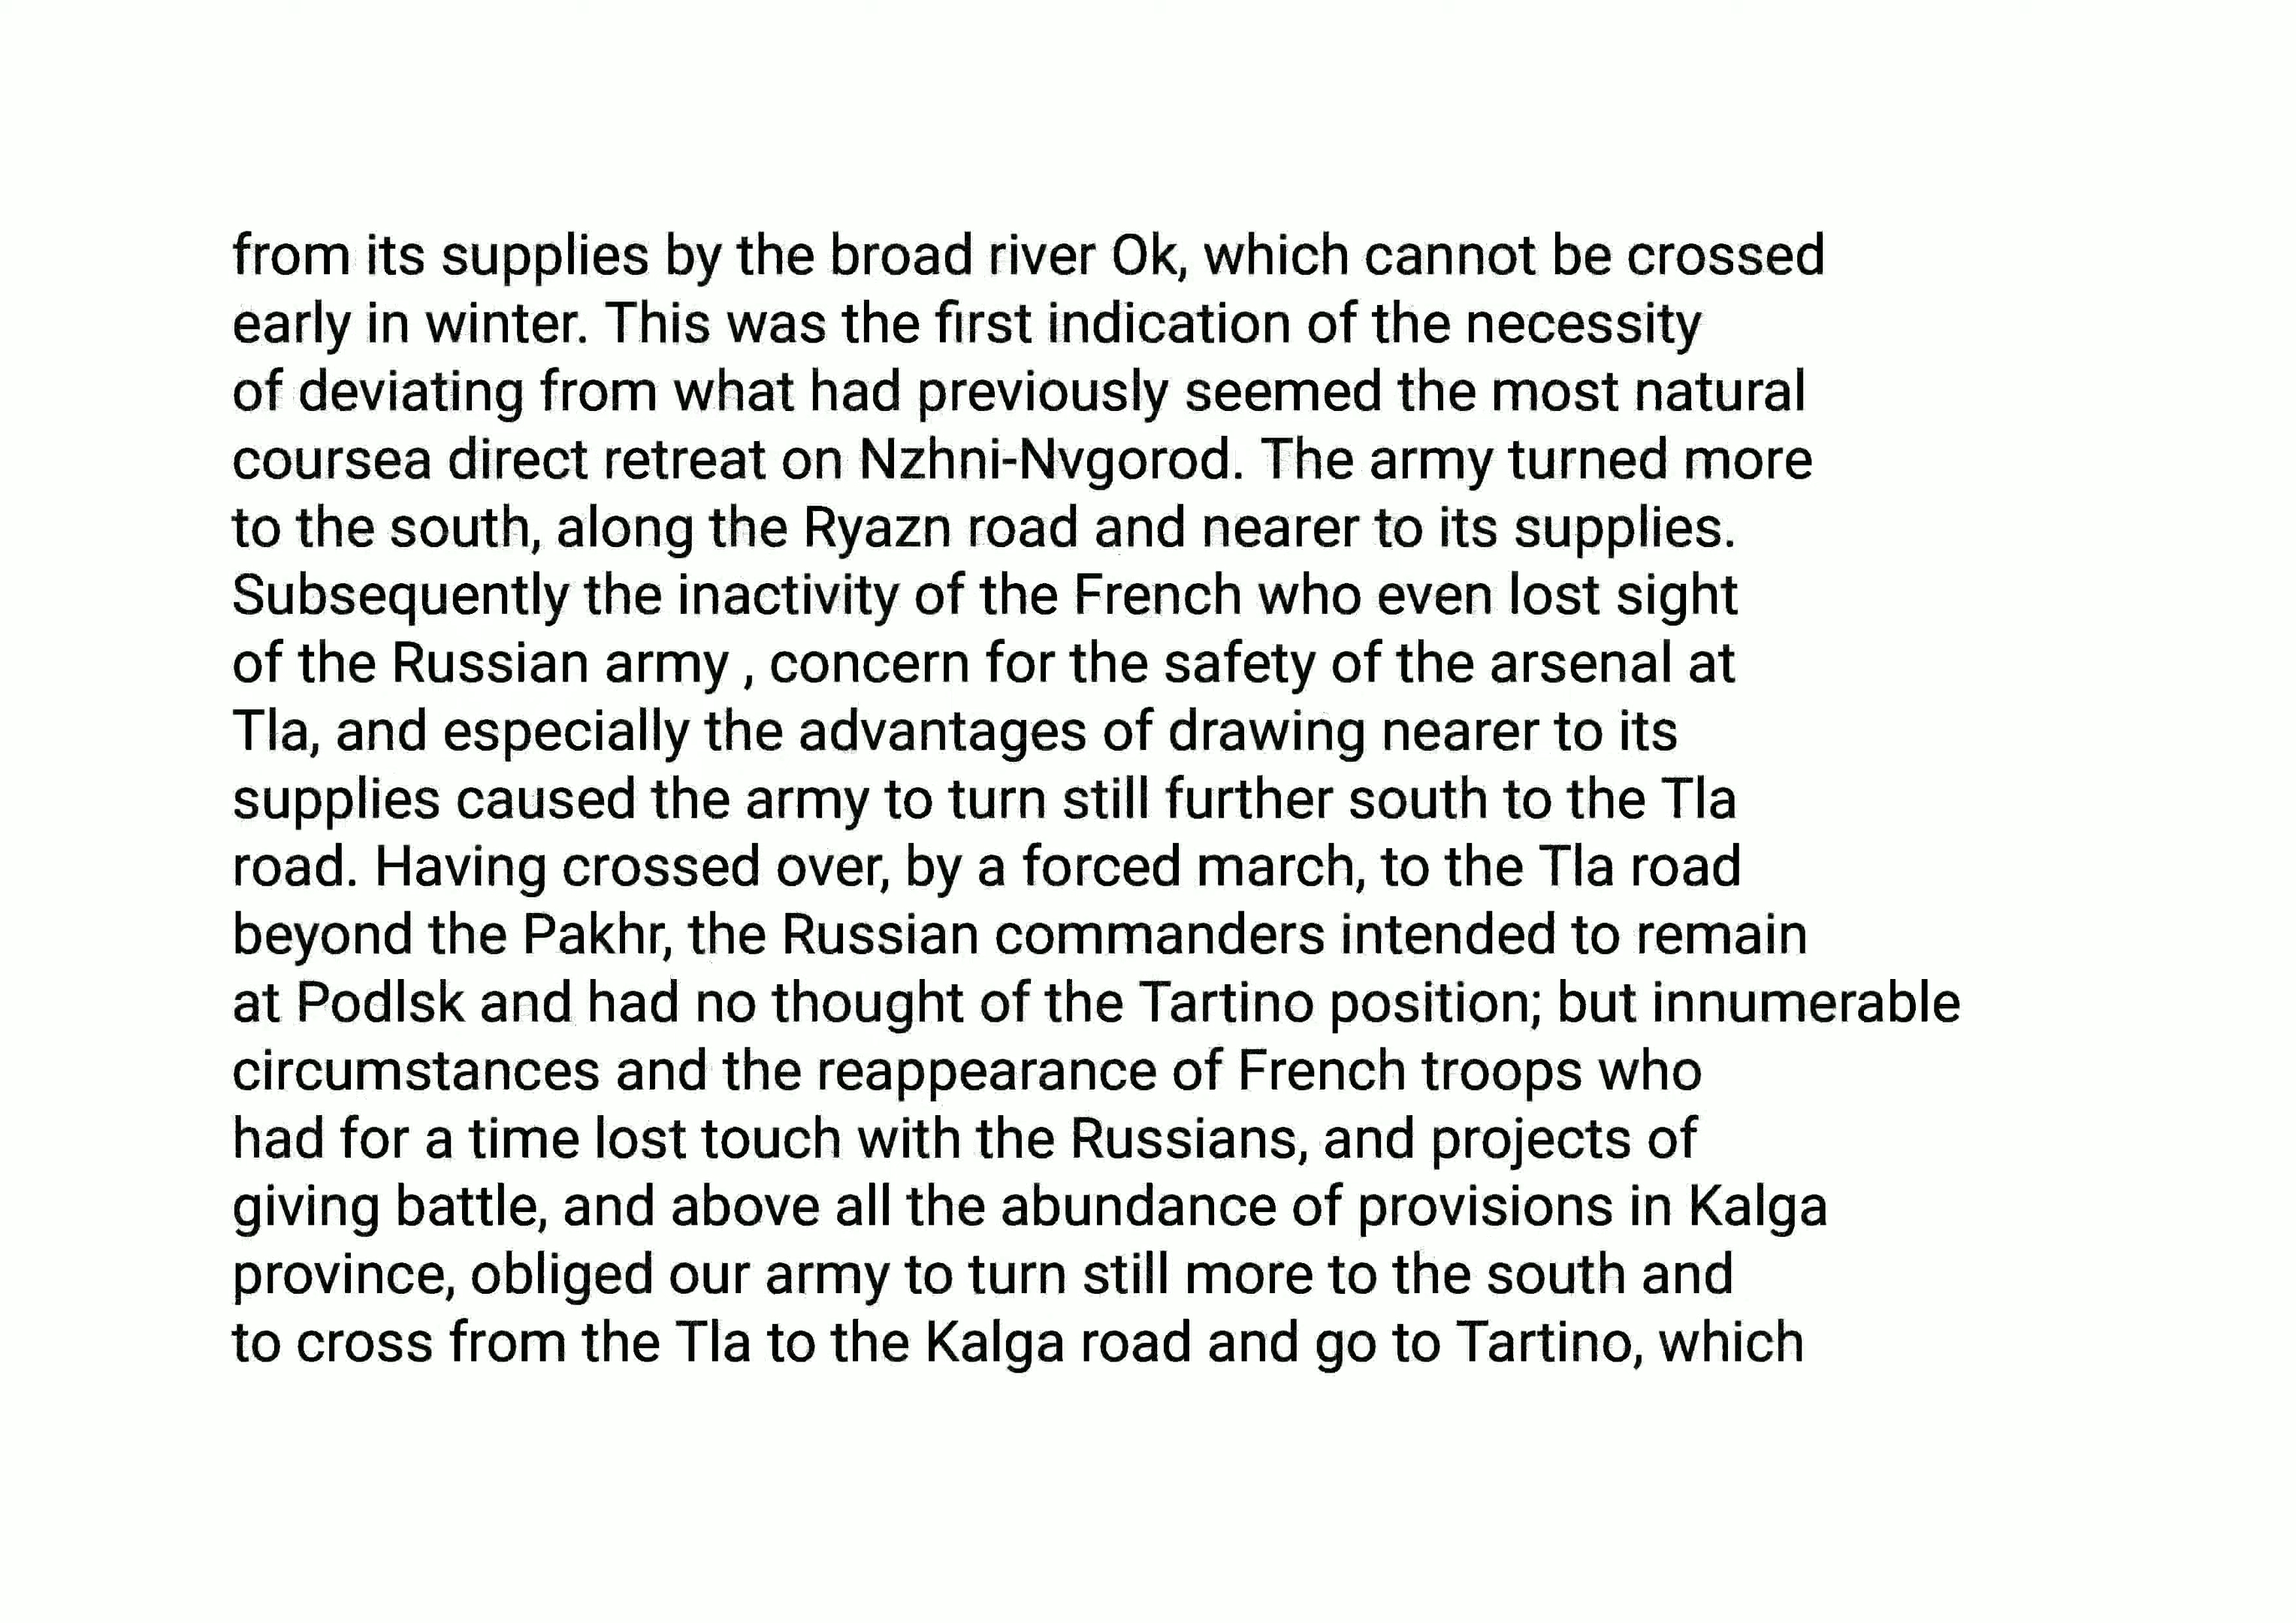 from its supplies by the broad river Ok, which cannot be crossed
early in winter. This was the first indication of the necessity
of deviating from what had previously seemed the most natural
coursea direct retreat on Nzhni-Nvgorod. The army turned more
to the south, along the Ryazn road and nearer to its supplies.
Subsequently the inactivity of the French who even lost sight
of the Russian army , concern for the safety of the arsenal at
Tla, and especially the advantages of drawing nearer to its
supplies caused the army to turn still further south to the Tla
road. Having crossed over, by a forced march, to the Tla road
beyond the Pakhr, the Russian commanders intended to remain
at Podlsk and had no thought of the Tartino position; but innumerable
circumstances and the reappearance of French troops who
had for a time lost touch with the Russians, and projects of
giving battle, and above all the abundance of provisions in Kalga
province, obliged our army to turn still more to the south and
to cross from the Tla to the Kalga road and go to Tartino, which